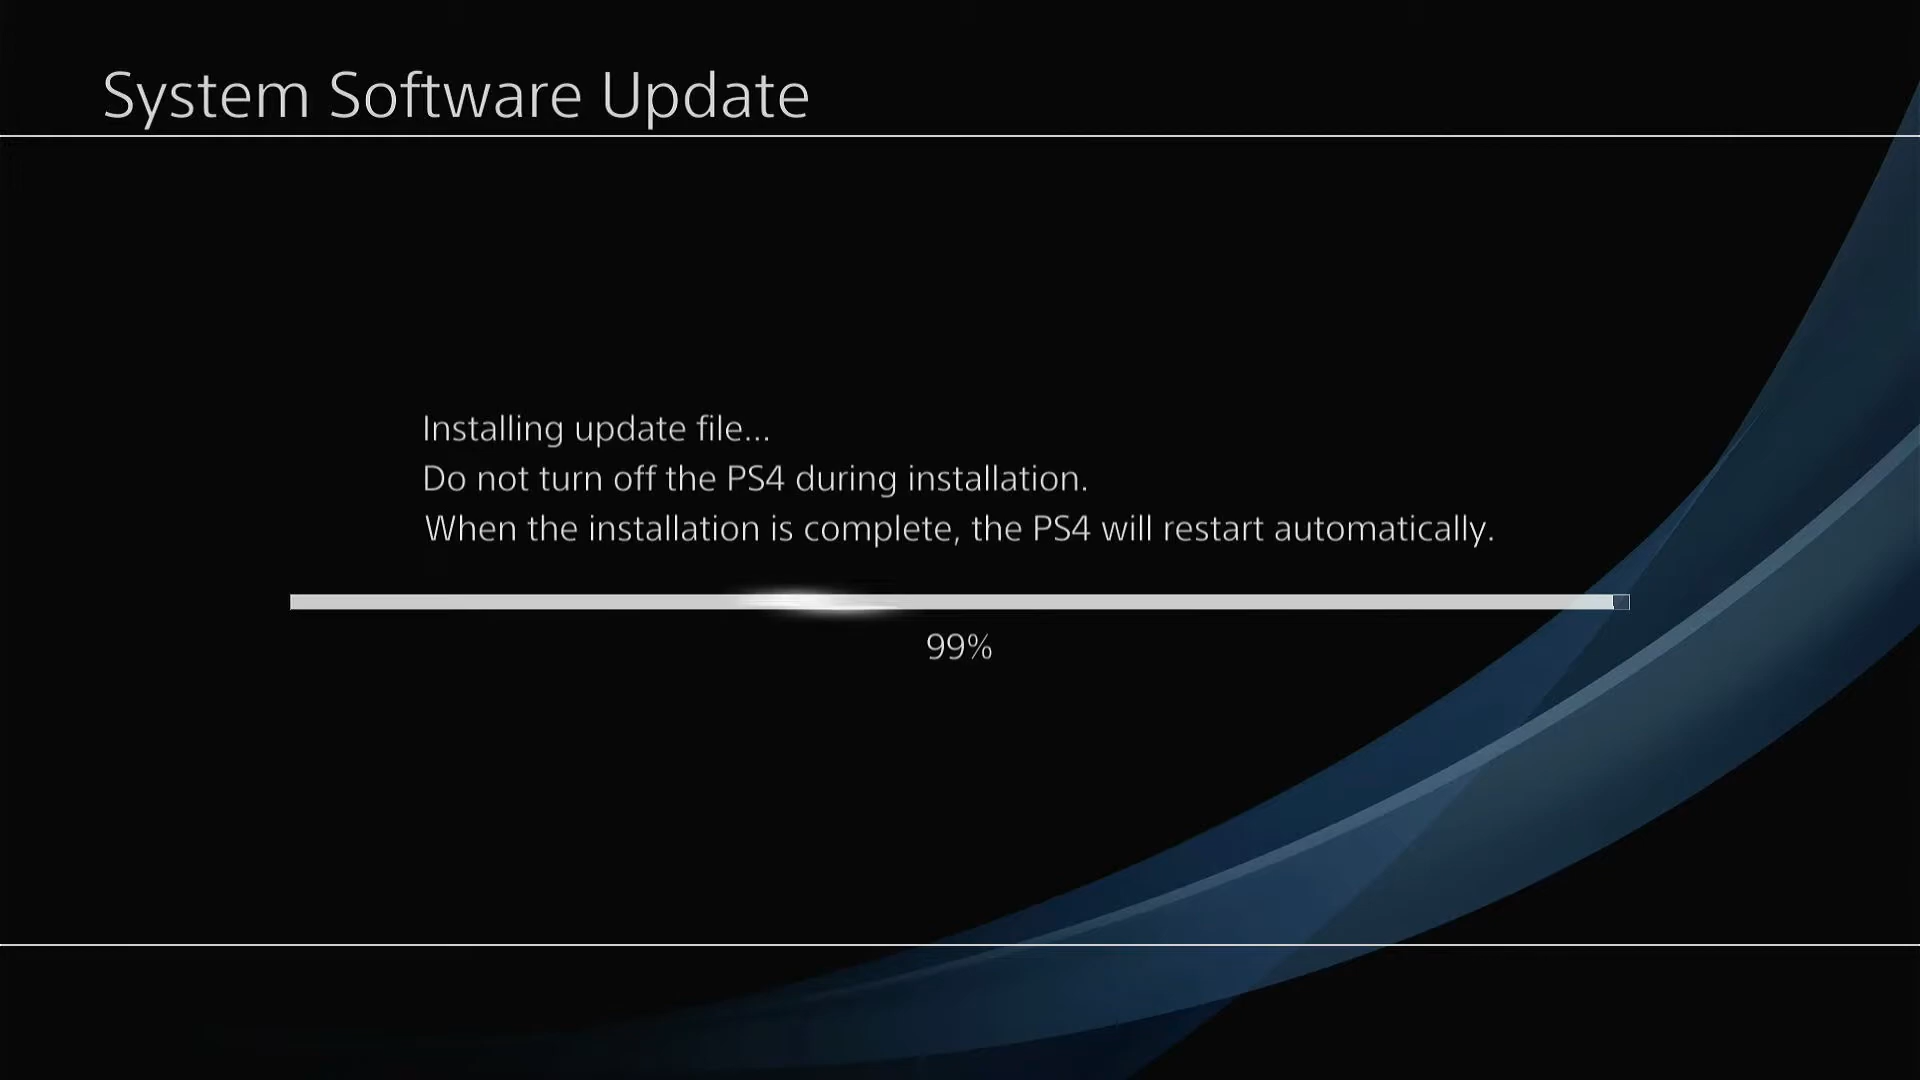 System Software Update
Installing update file...
Do not turn off the PS4 during installation.
When the installation is complete, the PS4 will restart automatically.
99%